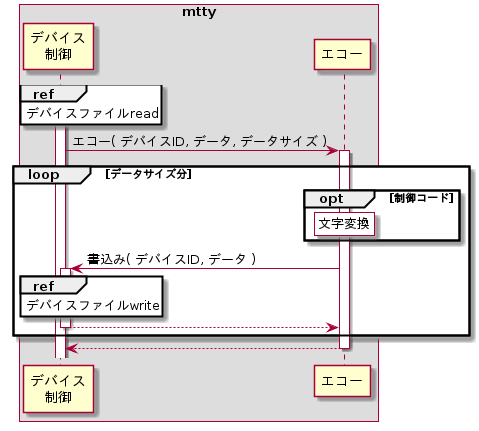 mtty
デバイス
制御
エコー
ref
デバイスファイルread
エコー( デバイスID, データ, データサイズ )
loop [データサイズ分]
opt [制御コード]
文字変換
書込み( デバイスID, データ )
ref
デバイスファイルwrite
デバイス
制御
エコー